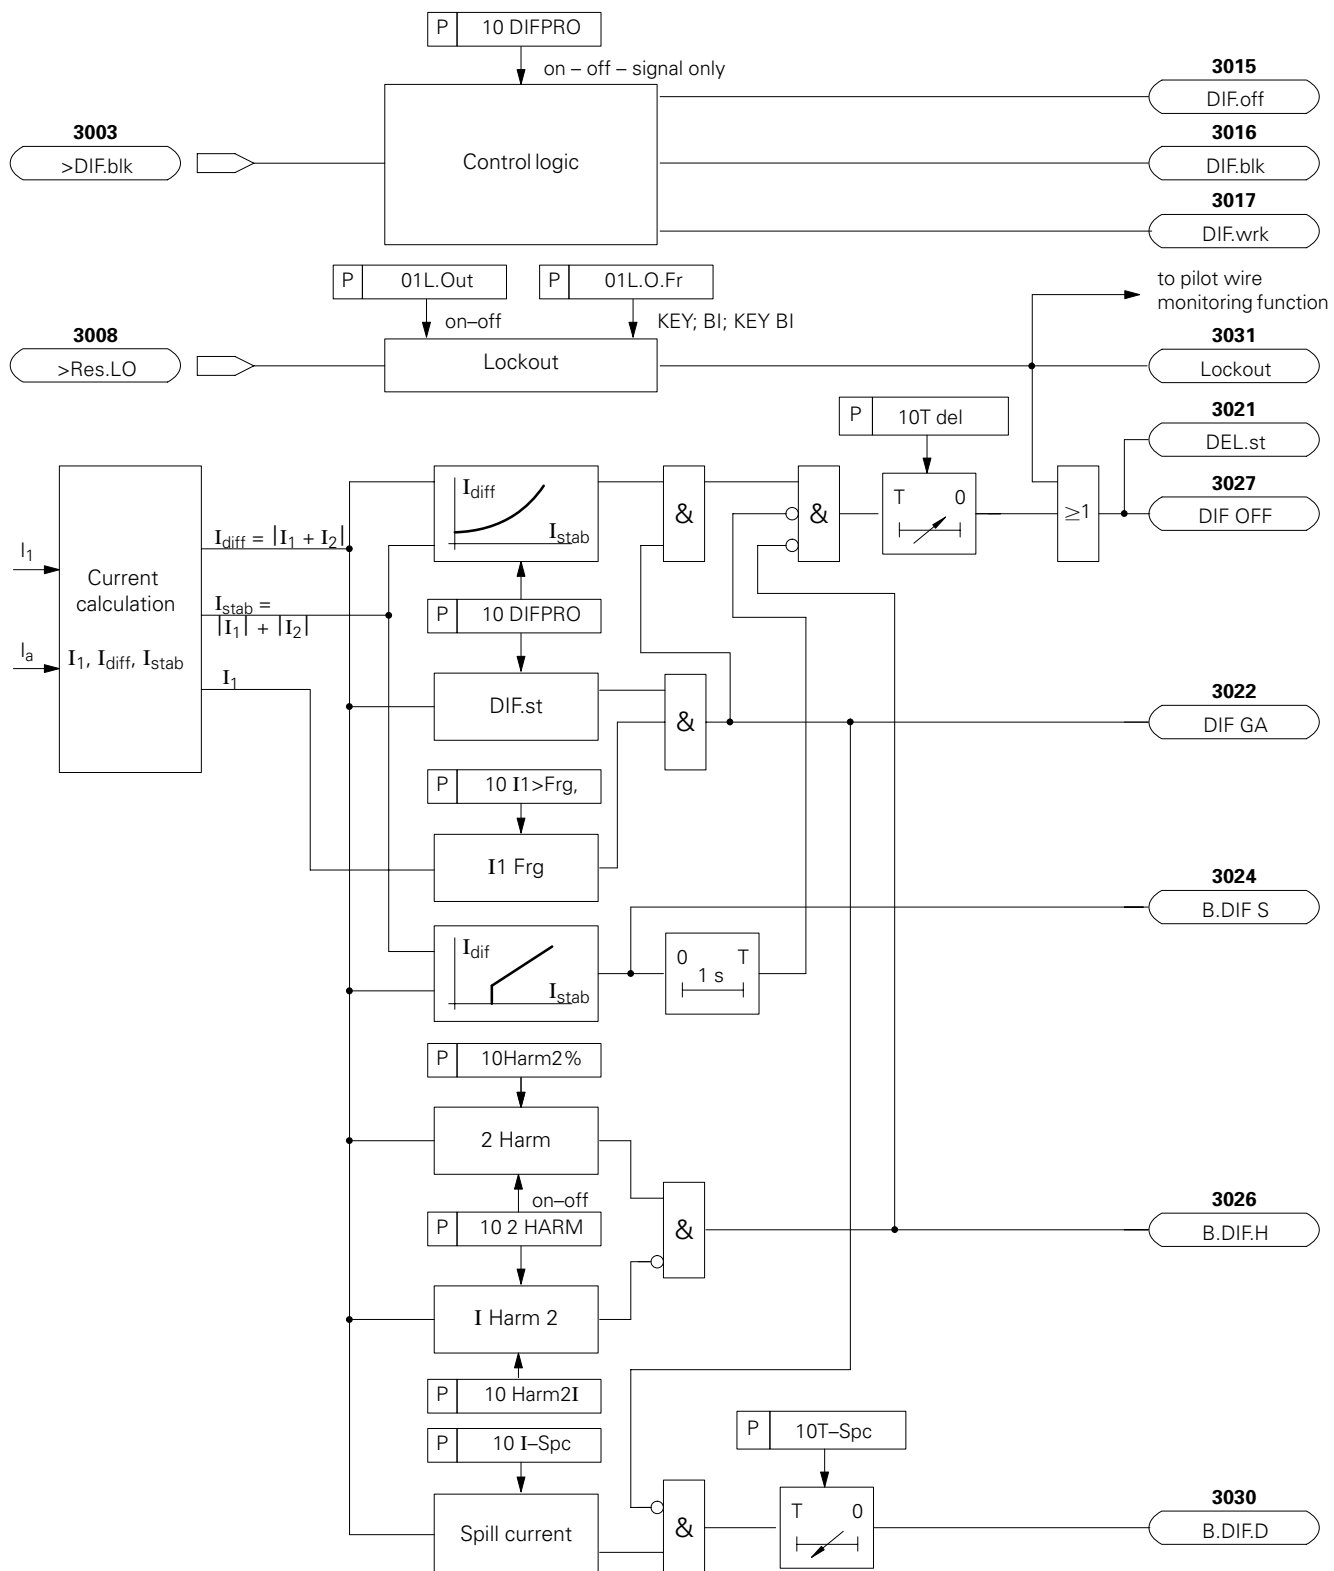 P 10 DIFPRO
on – off – signal only
3015
DIF.off
3003
>DIF.blk
Control logic
3016
DIF.blk
3017
DIF.wrk
P 01L.Out
P 01L.O.Fr
to pilot wire
monitoring function
on–off
KEY; BI; KEY BI
3008
>Res.LO
Lockout
3031
Lockout
P 10T del
3021
DEL.st
Idiff
Istab
&
&
T 0
≥1
3027
DIF OFF
I1
Ia
Current
calculation
I1, Idiff, Istab
Idiff = |I1 + I2|
Istab =
|I1| + |I2|
I1
P 10 DIFPRO
DIF.st
&
3022
DIF GA
P 10 I1>Frg,
I1 Frg
3024
B.DIF S
Idif
Istab
0 T
1 s
P 10Harm2%
2 Harm
on–off
P 10 2 HARM
&
3026
B.DIF.H
I Harm 2
P 10 Harm2I
P 10 I–Spc
P 10T–Spc
Spill current
&
T 0
3030
B.DIF.D